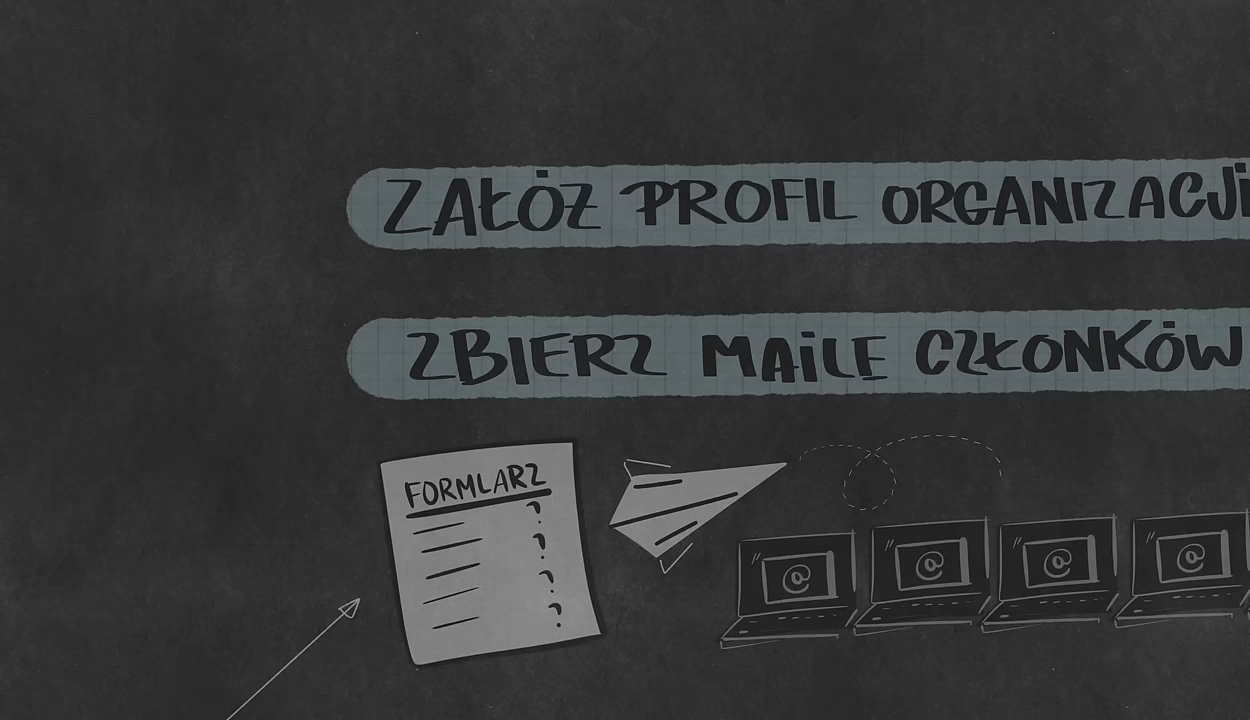 ZAŁÓŻ PROFIL ORGANIZACJI
ZBIERZ MAILE CZŁONKÓW
FORMLARZ
?
?
?
?
@ @ @ @